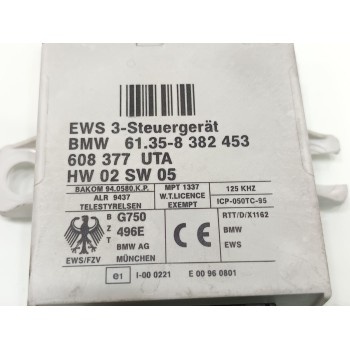 EWS 3-Steuergerät
BMW 61.35-8 382 453
608 377 UTA
HW 02 SW 05
BAKOM 94.0580.K.P. MPT 1337 125 KHZ
ALR 9437 W.T.LICENCE ICP-050TC-95
TELESTYRELSEN EXEMPT
B G750 RTT/D/X1162
Z 496E BMW
T BMW AG EWS
EWS/FZV MÜNCHEN
e1 I-00 0221 E 00 96 0801
CE